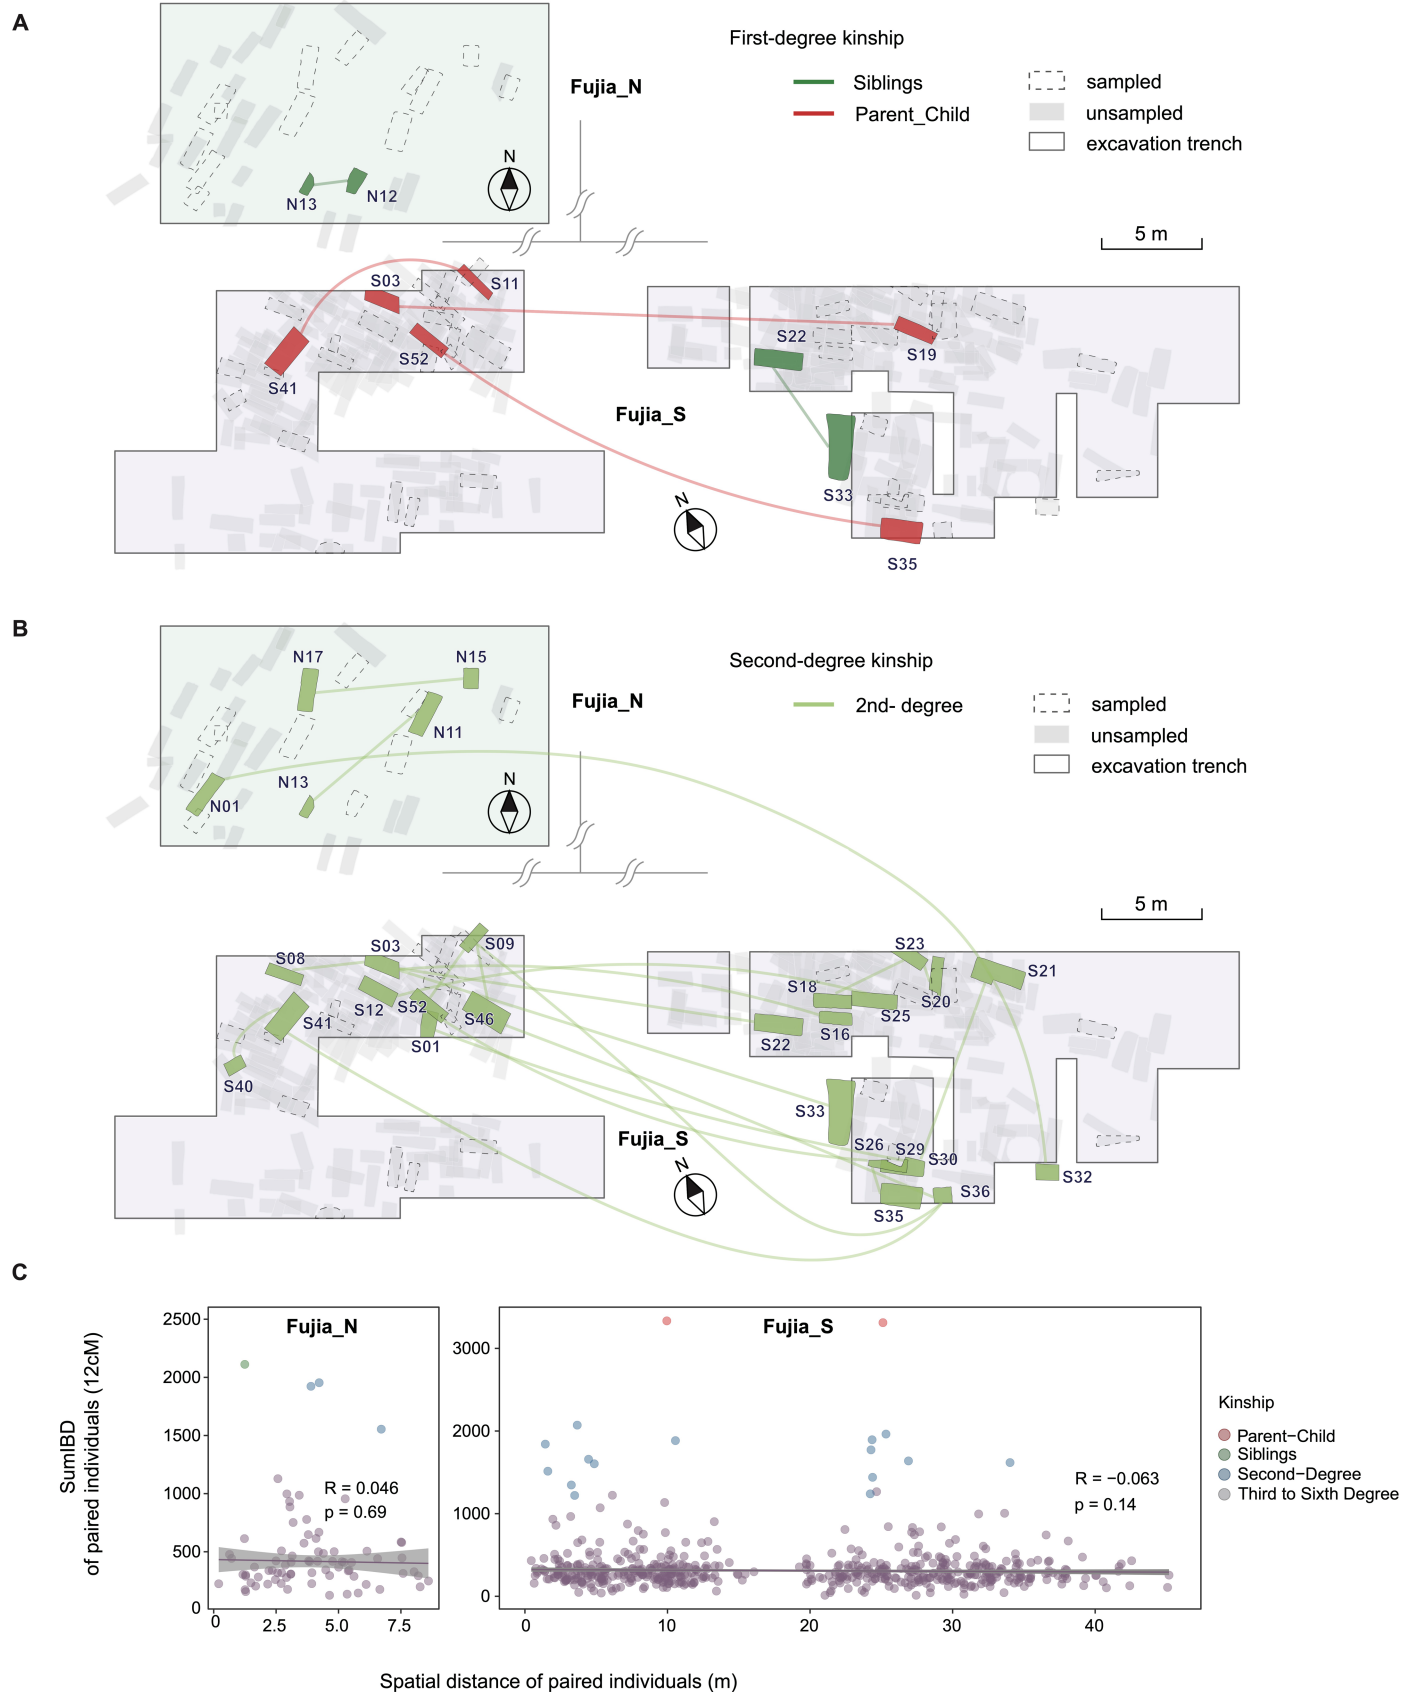 A
First-degree kinship
Fujia_N
Siblings
Parent_Child
sampled
unsampled
excavation trench
N
N13
N12
5 m
S03
S11
S22
S19
S52
S41
Fujia_S
S33
N
S35
B
Second-degree kinship
Fujia_N
2nd- degree
sampled
unsampled
excavation trench
N17
N15
N11
N
N13
N01
5 m
S08
S03
S09
S23
S21
S18
S12
S52
S46
S20
S25
S41
S16
S22
S01
S40
S33
Fujia_S
S26
S29
S30
N
S32
S36
S35
C
SumIBD
of paired individuals (12cM)
Fujia_N
2500
2000
1500
1000
500
0
R = 0.046
p = 0.69
0
2.5
5.0
7.5
Fujia_S
3000
2000
1000
0
R = −0.063
p = 0.14
0
10
20
30
40
Kinship
Parent−Child
Siblings
Second−Degree
Third to Sixth Degree
Spatial distance of paired individuals (m)